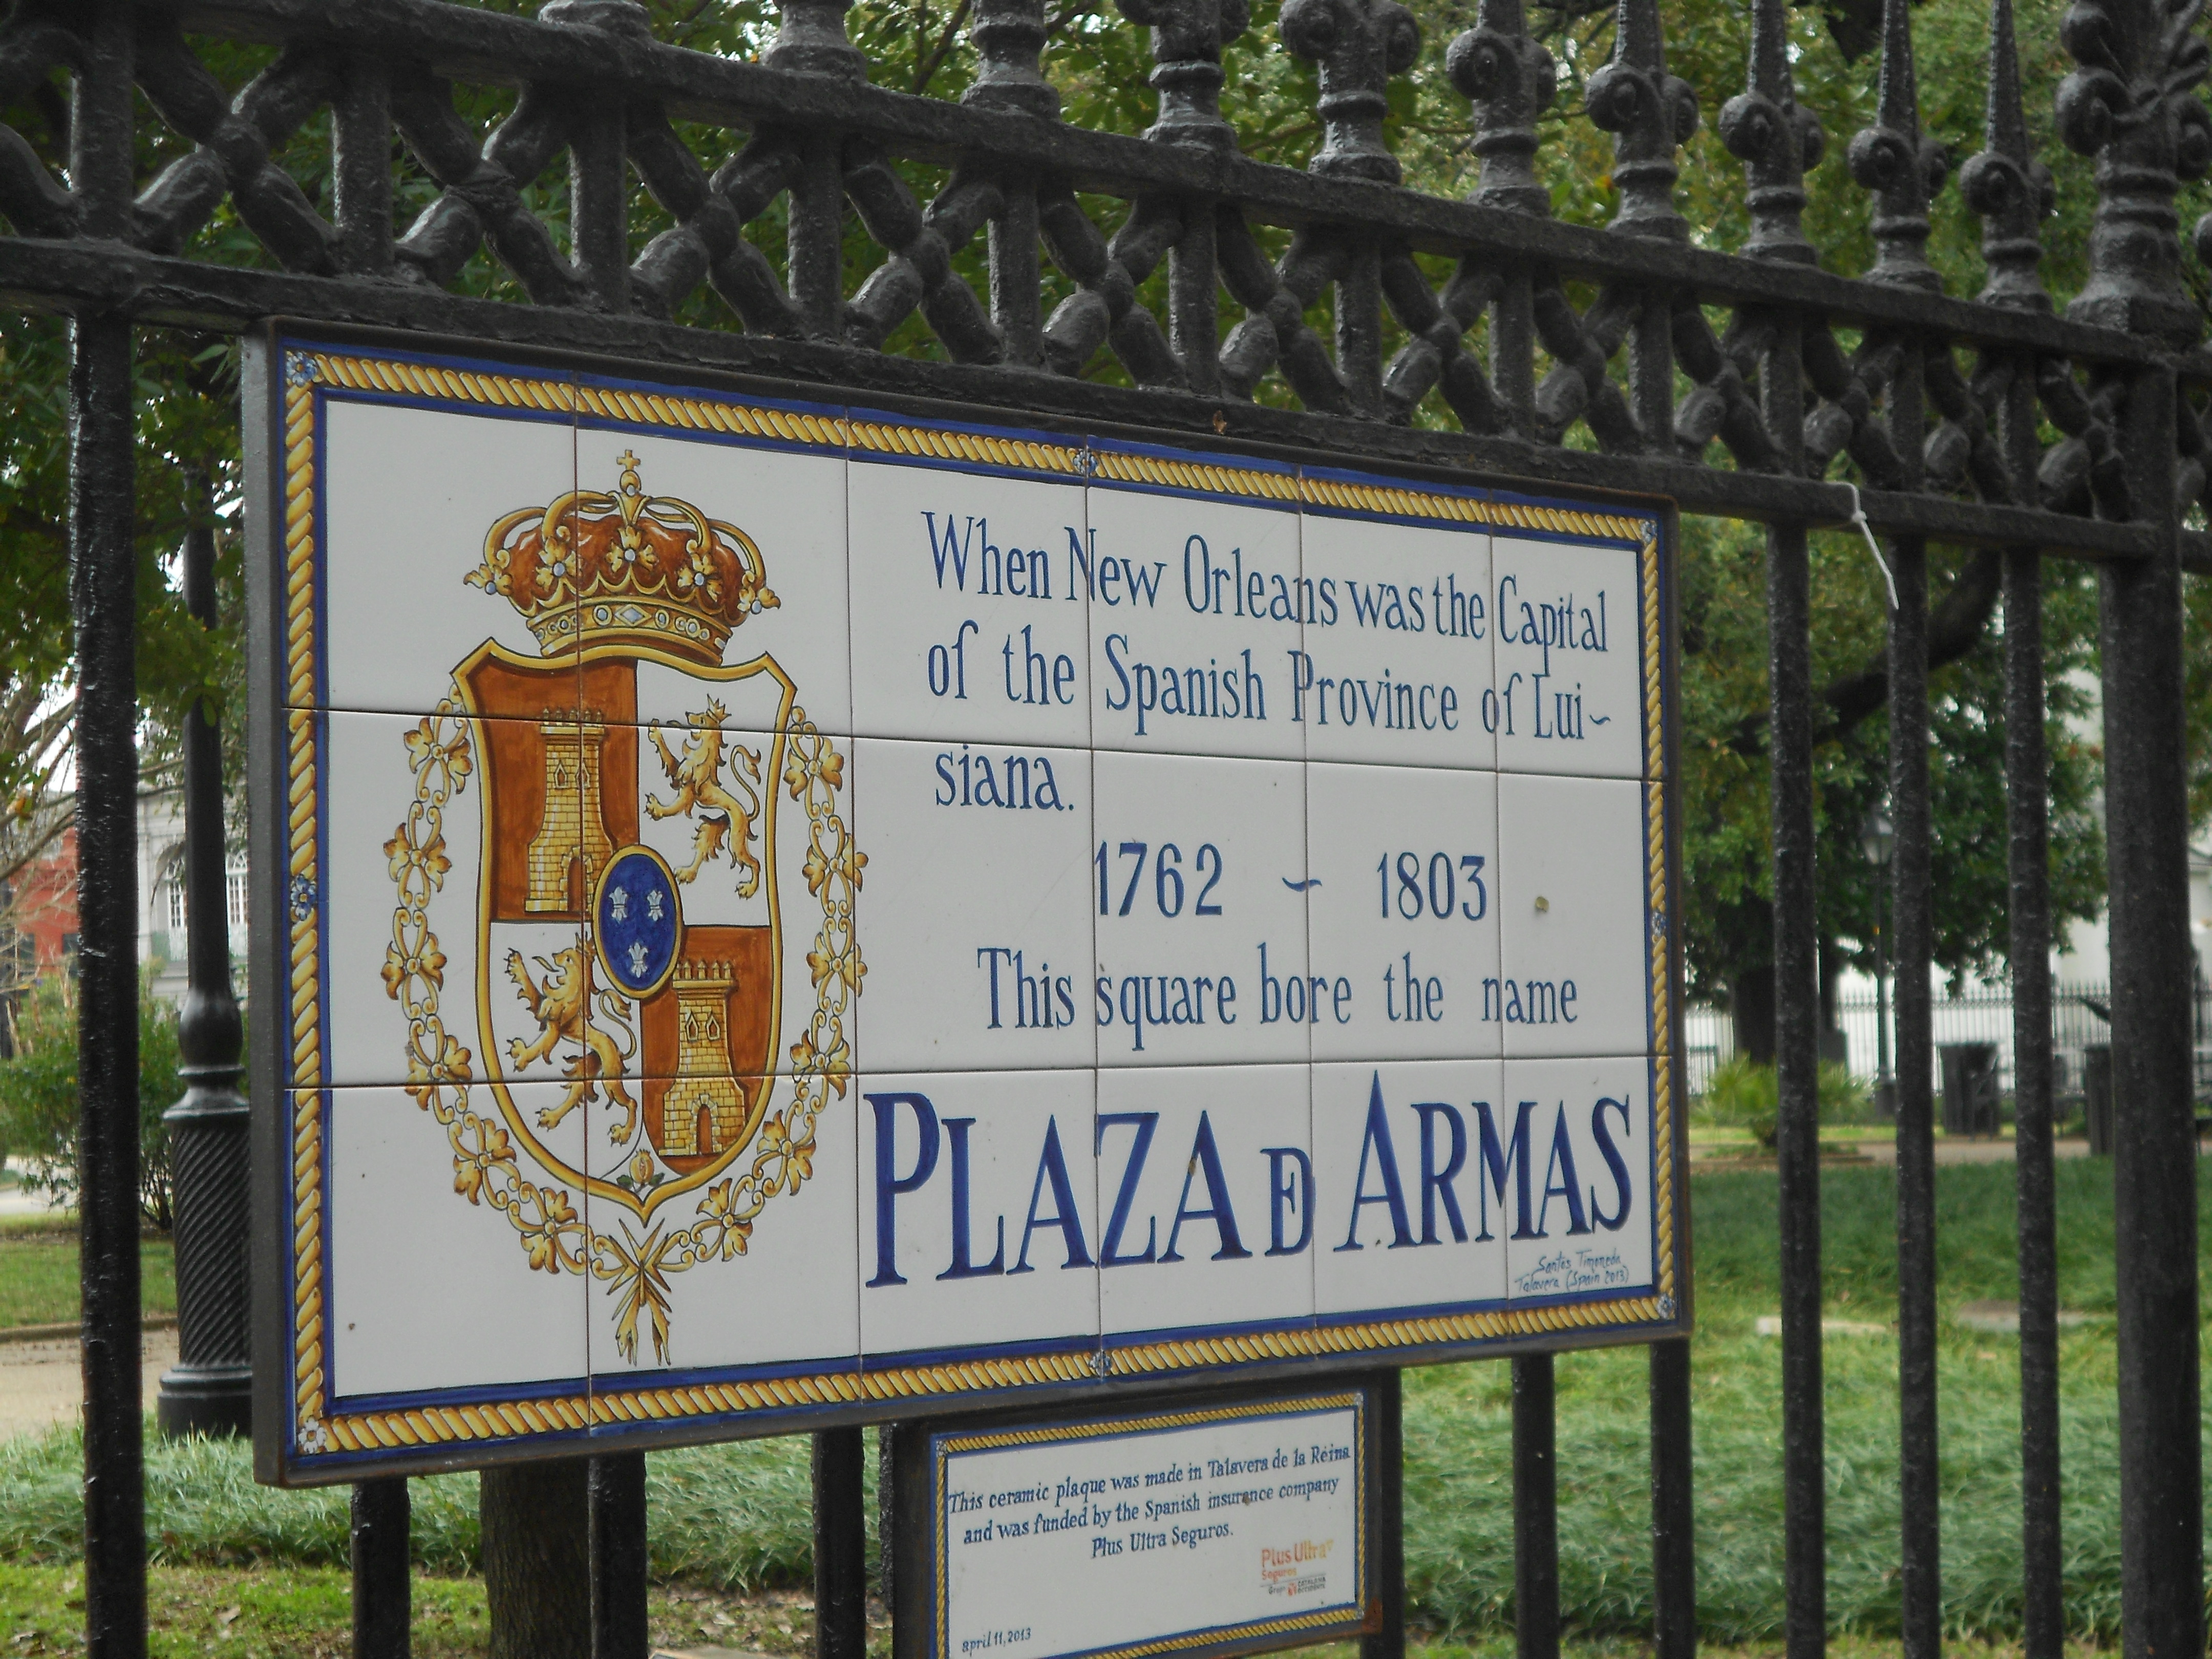 When New Orleans was the Capital
of the Spanish Province of Lui~
siana.
1762 ~ 1803
This square bore the name
PLAZA DE ARMAS
Santos Timoneda
Talavera (Spain 2013)
This ceramic plaque was made in Talavera de la Reina
and was funded by the Spanish insurance company
Plus Ultra Seguros.
Plus Ultra
Seguros
Grupo
april 11, 2013